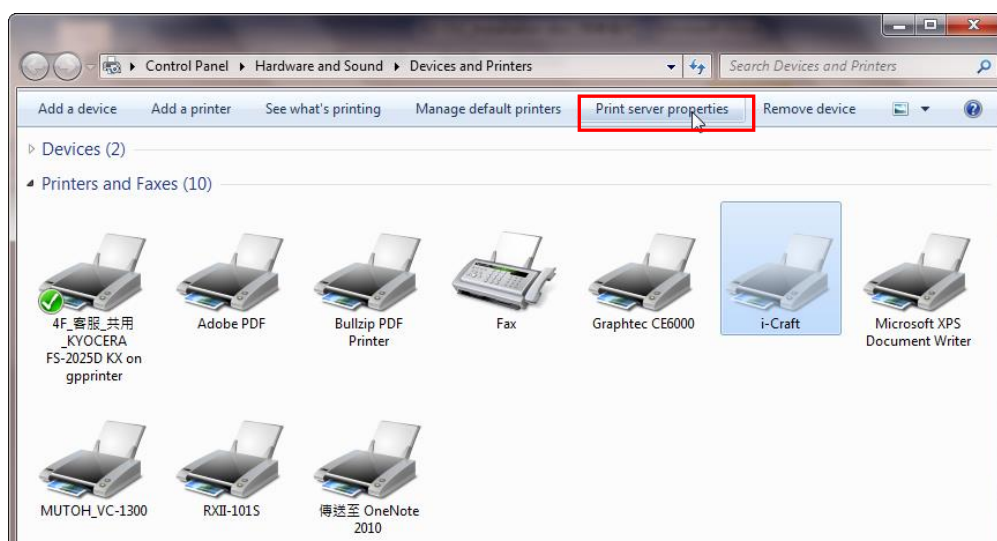 Control Panel ▸ Hardware and Sound ▸ Devices and Printers
Search Devices and Printers
Add a device
Add a printer
See what's printing
Manage default printers
Print server properties
Remove device
Devices (2)
Printers and Faxes (10)
4F_客服_共用
_KYOCERA
FS-2025D KX on
gpprinter
Adobe PDF
Bullzip PDF
Printer
Fax
Graphtec CE6000
i-Craft
Microsoft XPS
Document Writer
MUTOH_VC-1300
RXII-101S
傳送至 OneNote
2010